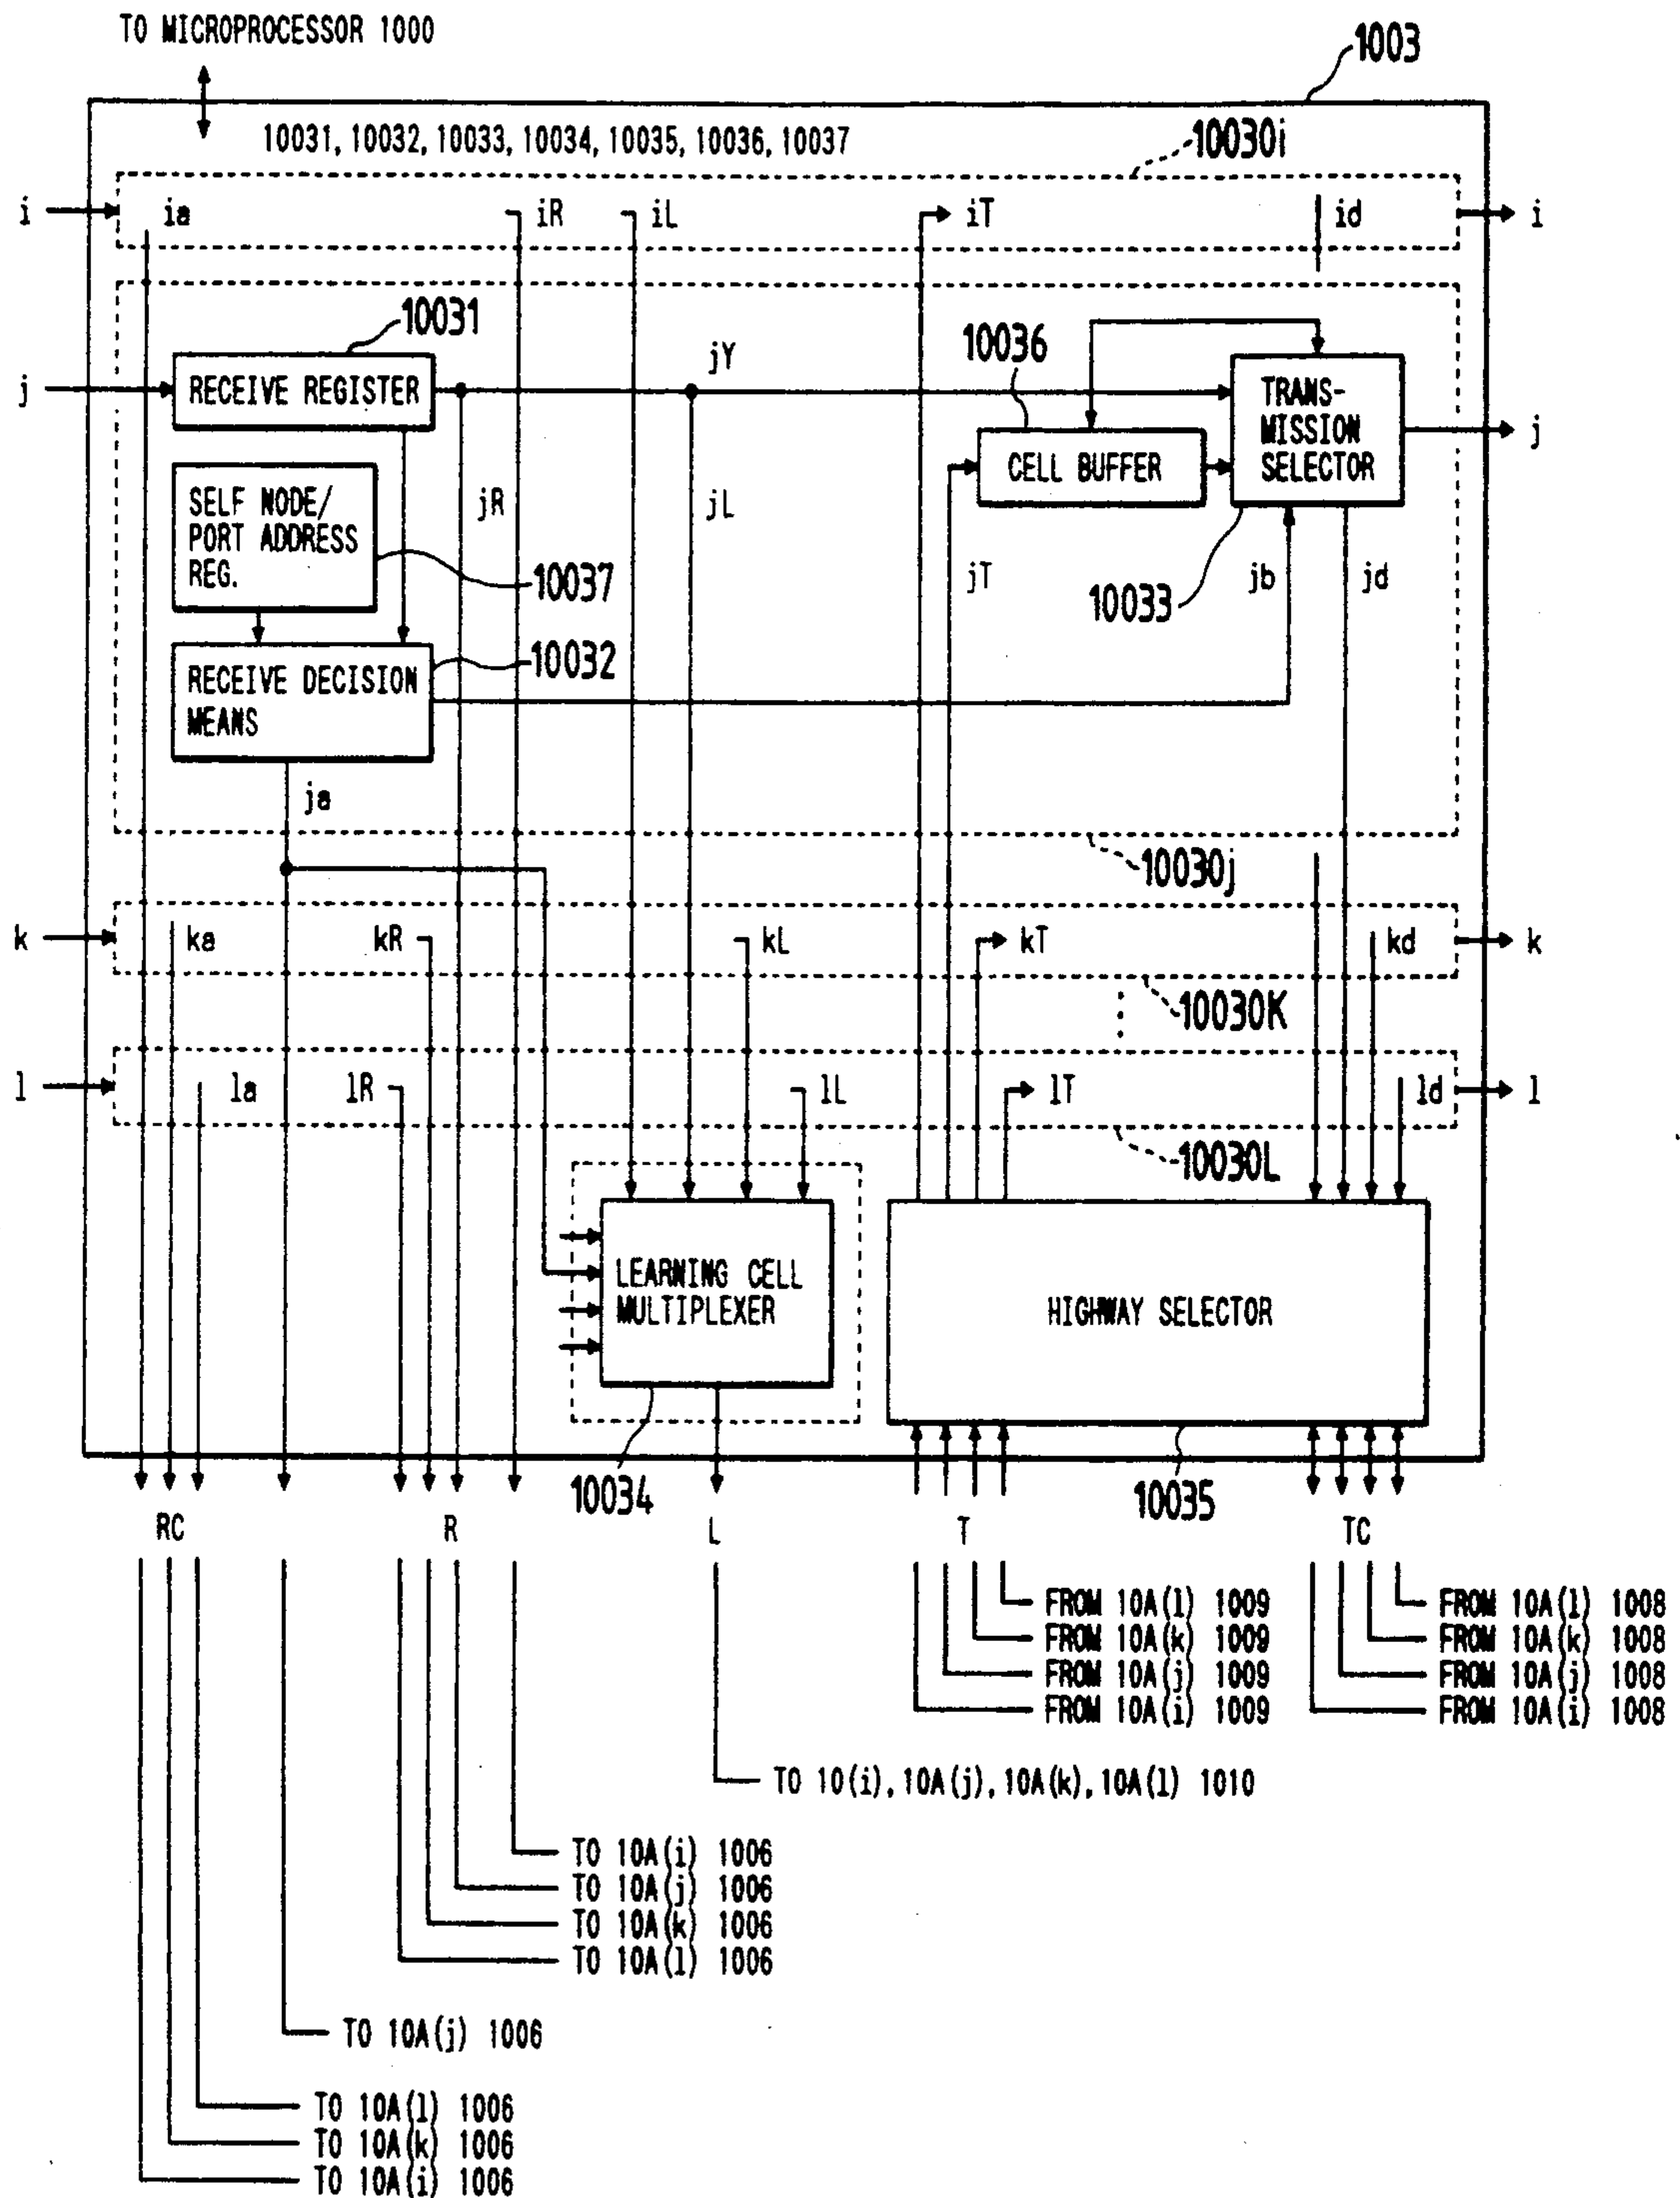 TO MICROPROCESSOR 1000
1003
10031, 10032, 10033, 10034, 10035, 10036, 10037
10030i
i
ia
iR
iL
iT
id
i
10031
10036
jY
j
RECEIVE REGISTER
TRANS-
MISSION
SELECTOR
j
CELL BUFFER
SELF NODE/
PORT ADDRESS
REG.
jR
jL
10037
jT
10033
jb
jd
10032
RECEIVE DECISION
MEANS
ja
10030j
k
ka
kR
kL
kT
kd
k
10030K
l
la
lR
lL
lT
ld
l
10030L
LEARNING CELL
MULTIPLEXER
HIGHWAY SELECTOR
10034
10035
RC
R
L
T
TC
FROM 10A(l) 1009
FROM 10A(k) 1009
FROM 10A(j) 1009
FROM 10A(i) 1009
FROM 10A(l) 1008
FROM 10A(k) 1008
FROM 10A(j) 1008
FROM 10A(i) 1008
TO 10(i), 10A(j), 10A(k), 10A(l) 1010
TO 10A(i) 1006
TO 10A(j) 1006
TO 10A(k) 1006
TO 10A(l) 1006
TO 10A(j) 1006
TO 10A(l) 1006
TO 10A(k) 1006
TO 10A(i) 1006